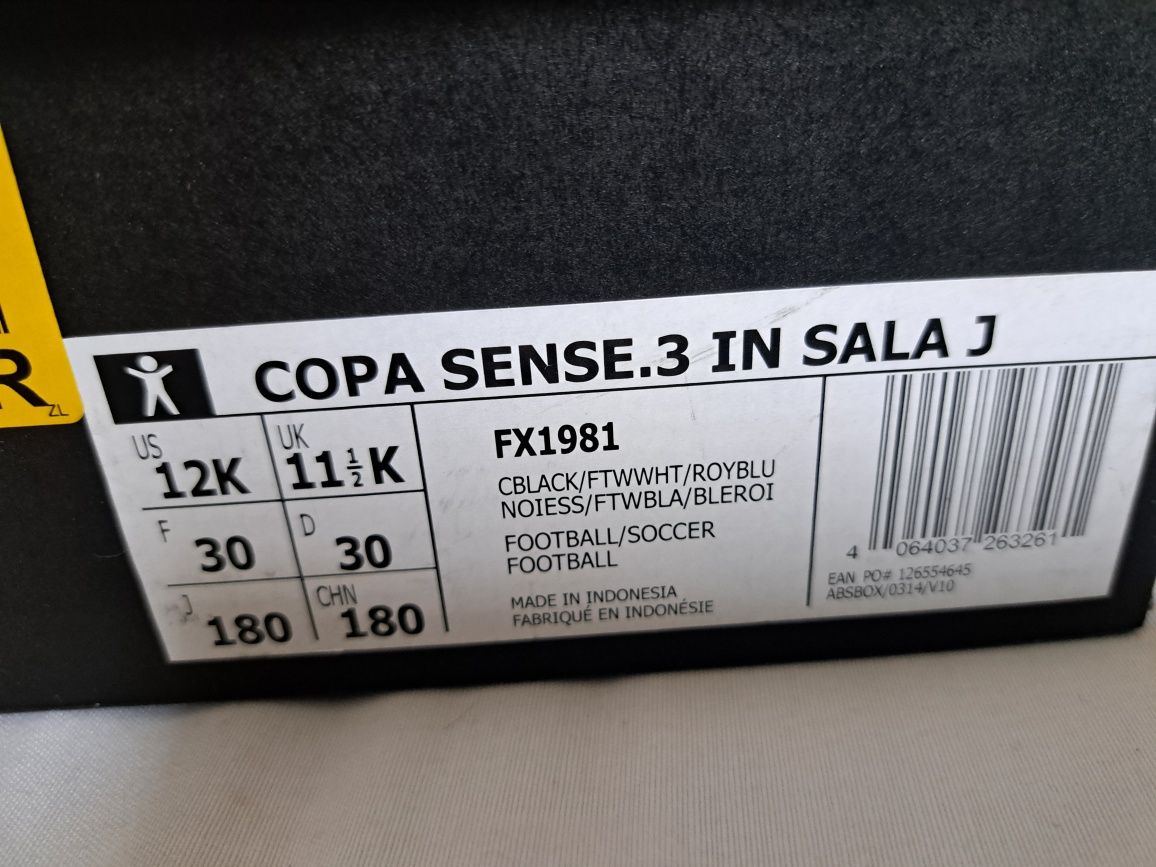 R
ZL
COPA SENSE.3 IN SALA J
US
12K
UK
11½K
F
30
D
30
J
180
CHN
180
FX1981
CBLACK/FTWWHT/ROYBLU
NOIESS/FTWBLA/BLEROI
FOOTBALL/SOCCER
FOOTBALL
MADE IN INDONESIA
FABRIQUÉ EN INDONÉSIE
4 064037 263261
EAN PO# 126554645
ABSBOX/0314/V10